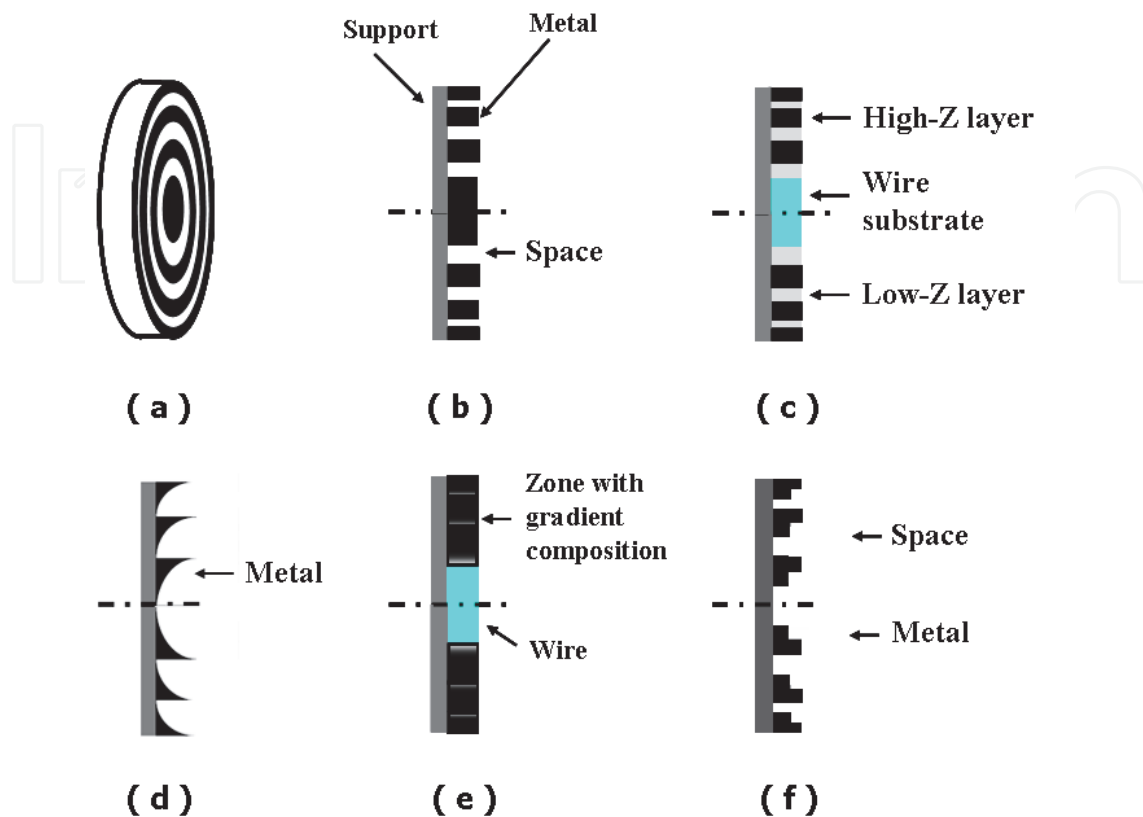 Support
Metal
Space
High-Z layer
Wire
substrate
Low-Z layer
( a )
( b )
( c )
Metal
Zone with
gradient
composition
Wire
Space
Metal
( d )
( e )
( f )